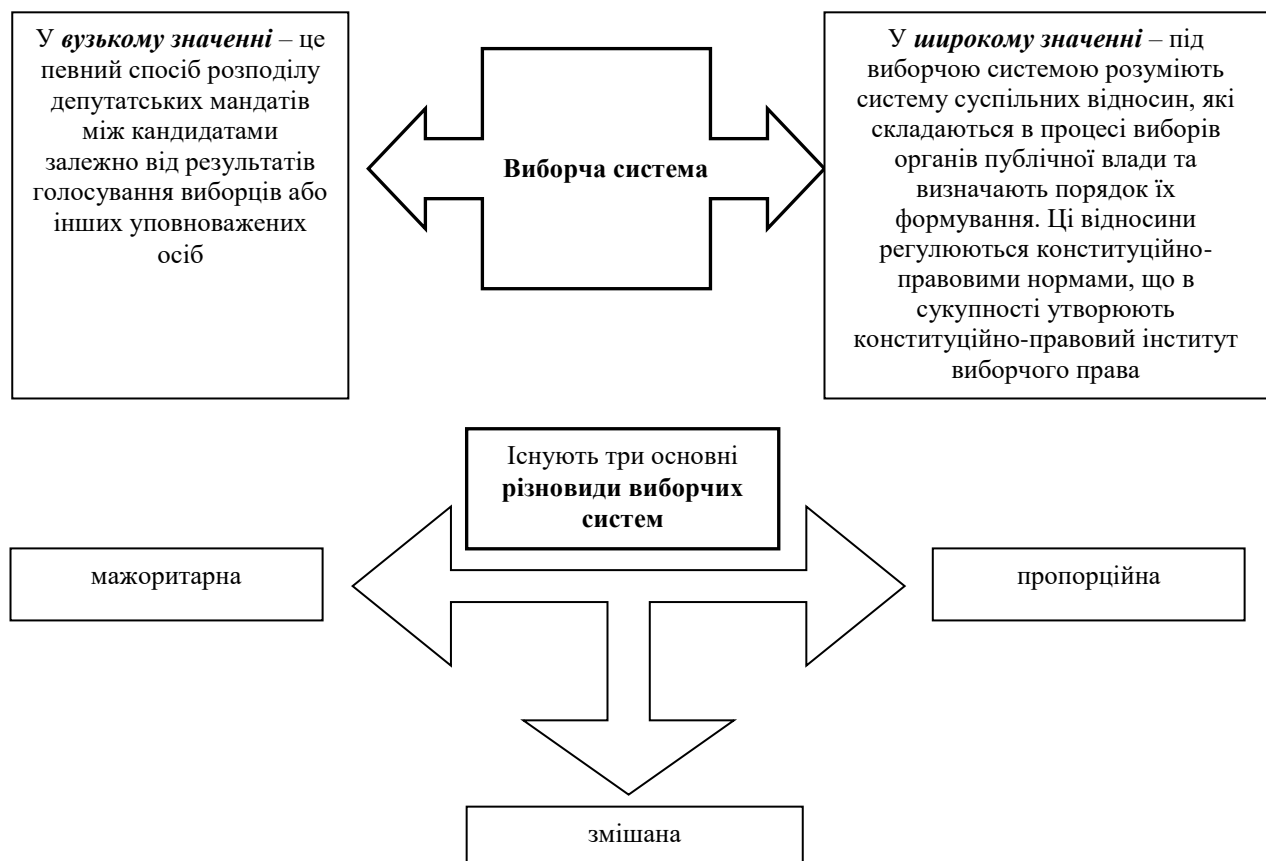 У вузькому значенні – це
певний спосіб розподілу
депутатських мандатів
між кандидатами
залежно від результатів
голосування виборців або
інших уповноважених
осіб
Виборча система
У широкому значенні – під
виборчою системою розуміють
систему суспільних відносин, які
складаються в процесі виборів
органів публічної влади та
визначають порядок їх
формування. Ці відносини
регулюються конституційно-
правовими нормами, що в
сукупності утворюють
конституційно-правовий інститут
виборчого права
Існують три основні
різновиди виборчих
систем
мажоритарна
пропорційна
змішана